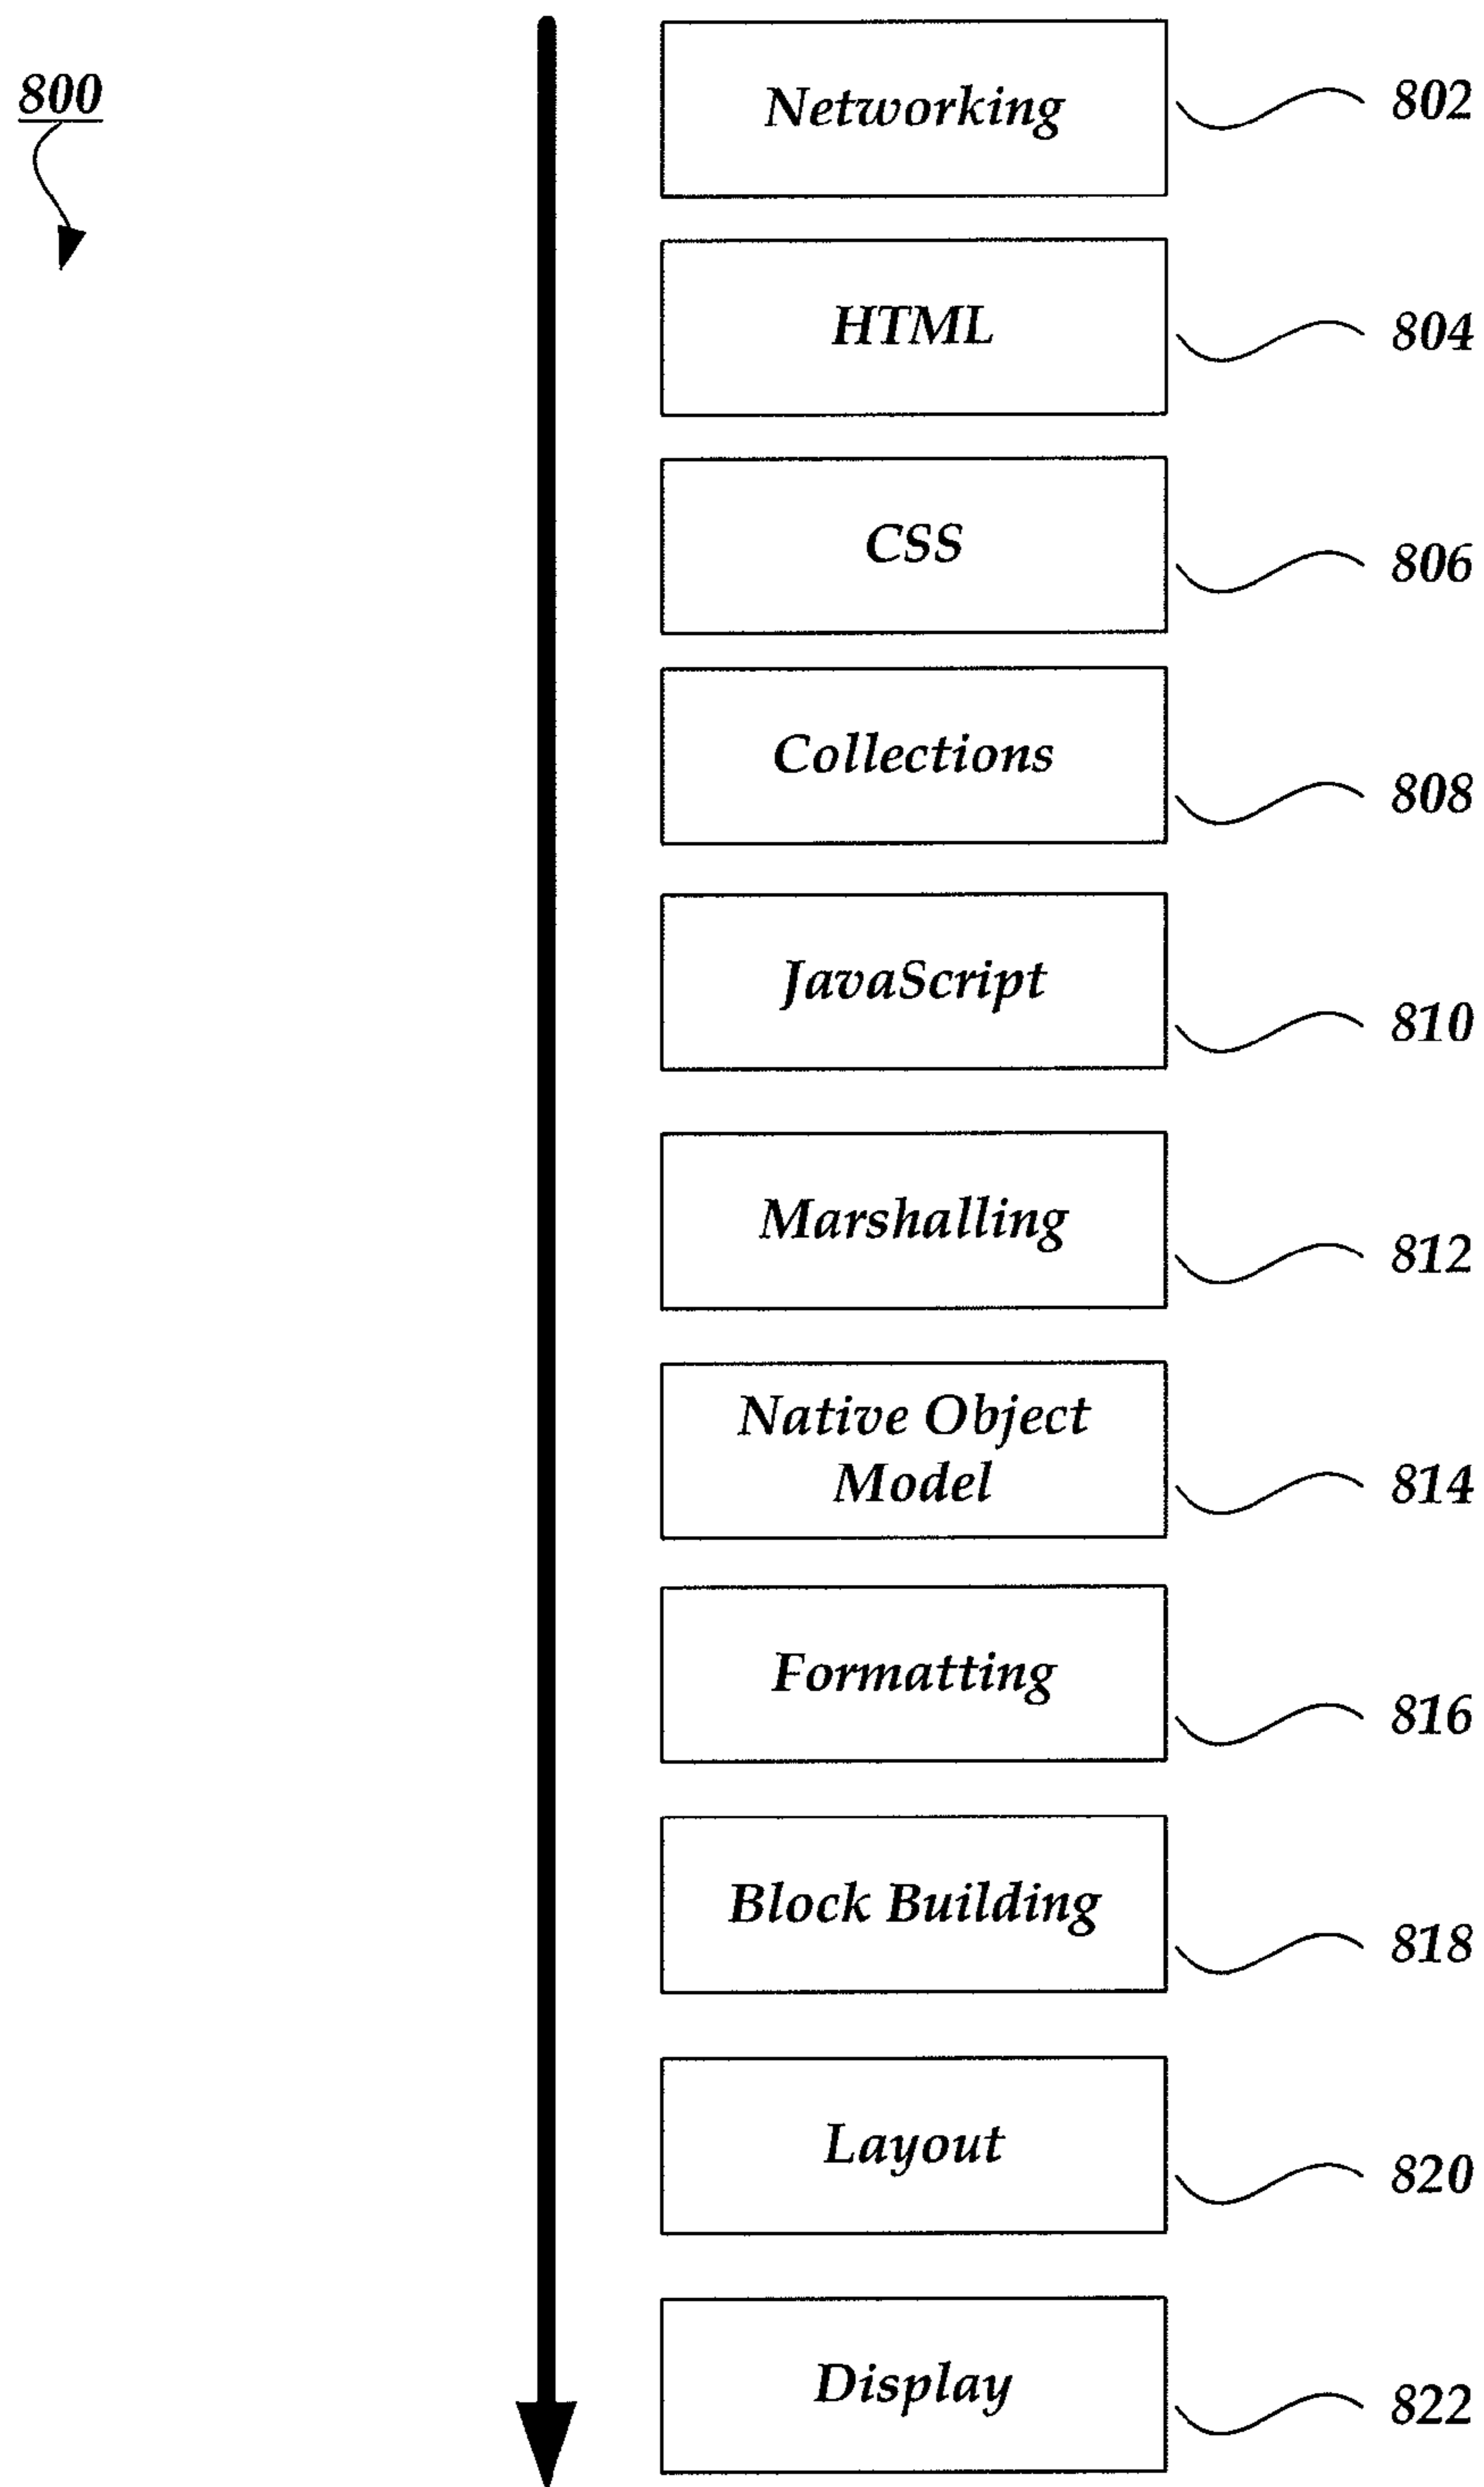 800
Networking
802
HTML
804
CSS
806
Collections
808
JavaScript
810
Marshalling
812
Native Object
Model
814
Formatting
816
Block Building
818
Layout
820
Display
822